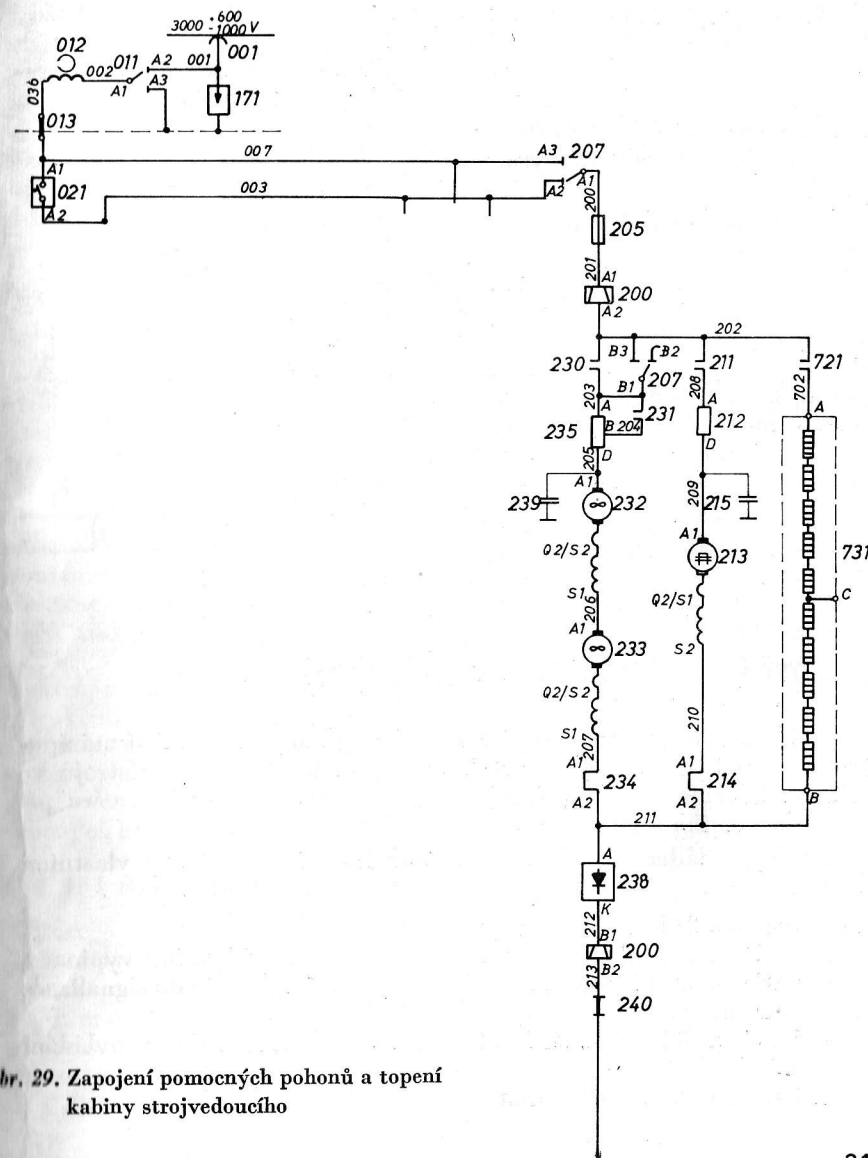 3000 +600 -1000 V
012
011
002
A2
001
001
A1
A3
036
013
171
007
A3
207
A1
021
003
A2
A1
A2
200
205
201
A1
200
A2
202
230
B3
B2
211
721
203
B1
207
208
702
A
231
A
A
235
B
204
212
205
D
D
A1
209
239
232
215
A1
731
Q2/S2
213
C
S1
206
Q2/S1
A1
233
S2
Q2/S2
210
S1
207
A1
A1
234
214
A2
A2
B
211
A
238
K
212
B1
200
213
B2
240
br. 29. Zapojení pomocných pohonů a topení
kabiny strojvedoucího